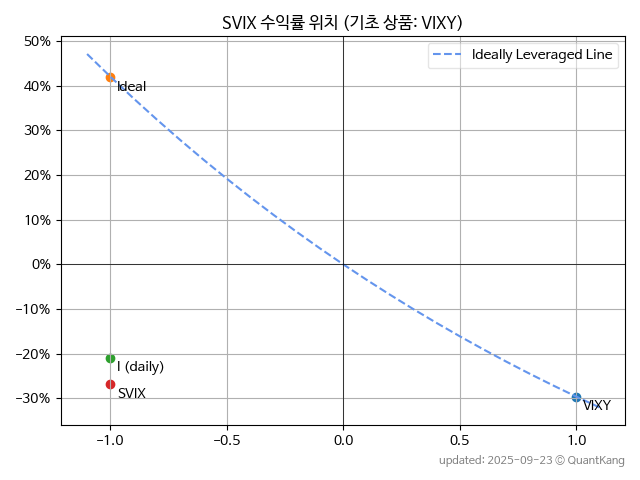 SVIX 수익률 위치 (기초 상품: VIXY)
Ideally Leveraged Line
50%
40%
30%
20%
10%
0%
-10%
-20%
-30%
Ideal
I (daily)
SVIX
VIXY
-1.0 -0.5 0.0 0.5 1.0
updated: 2025-09-23 © QuantKang